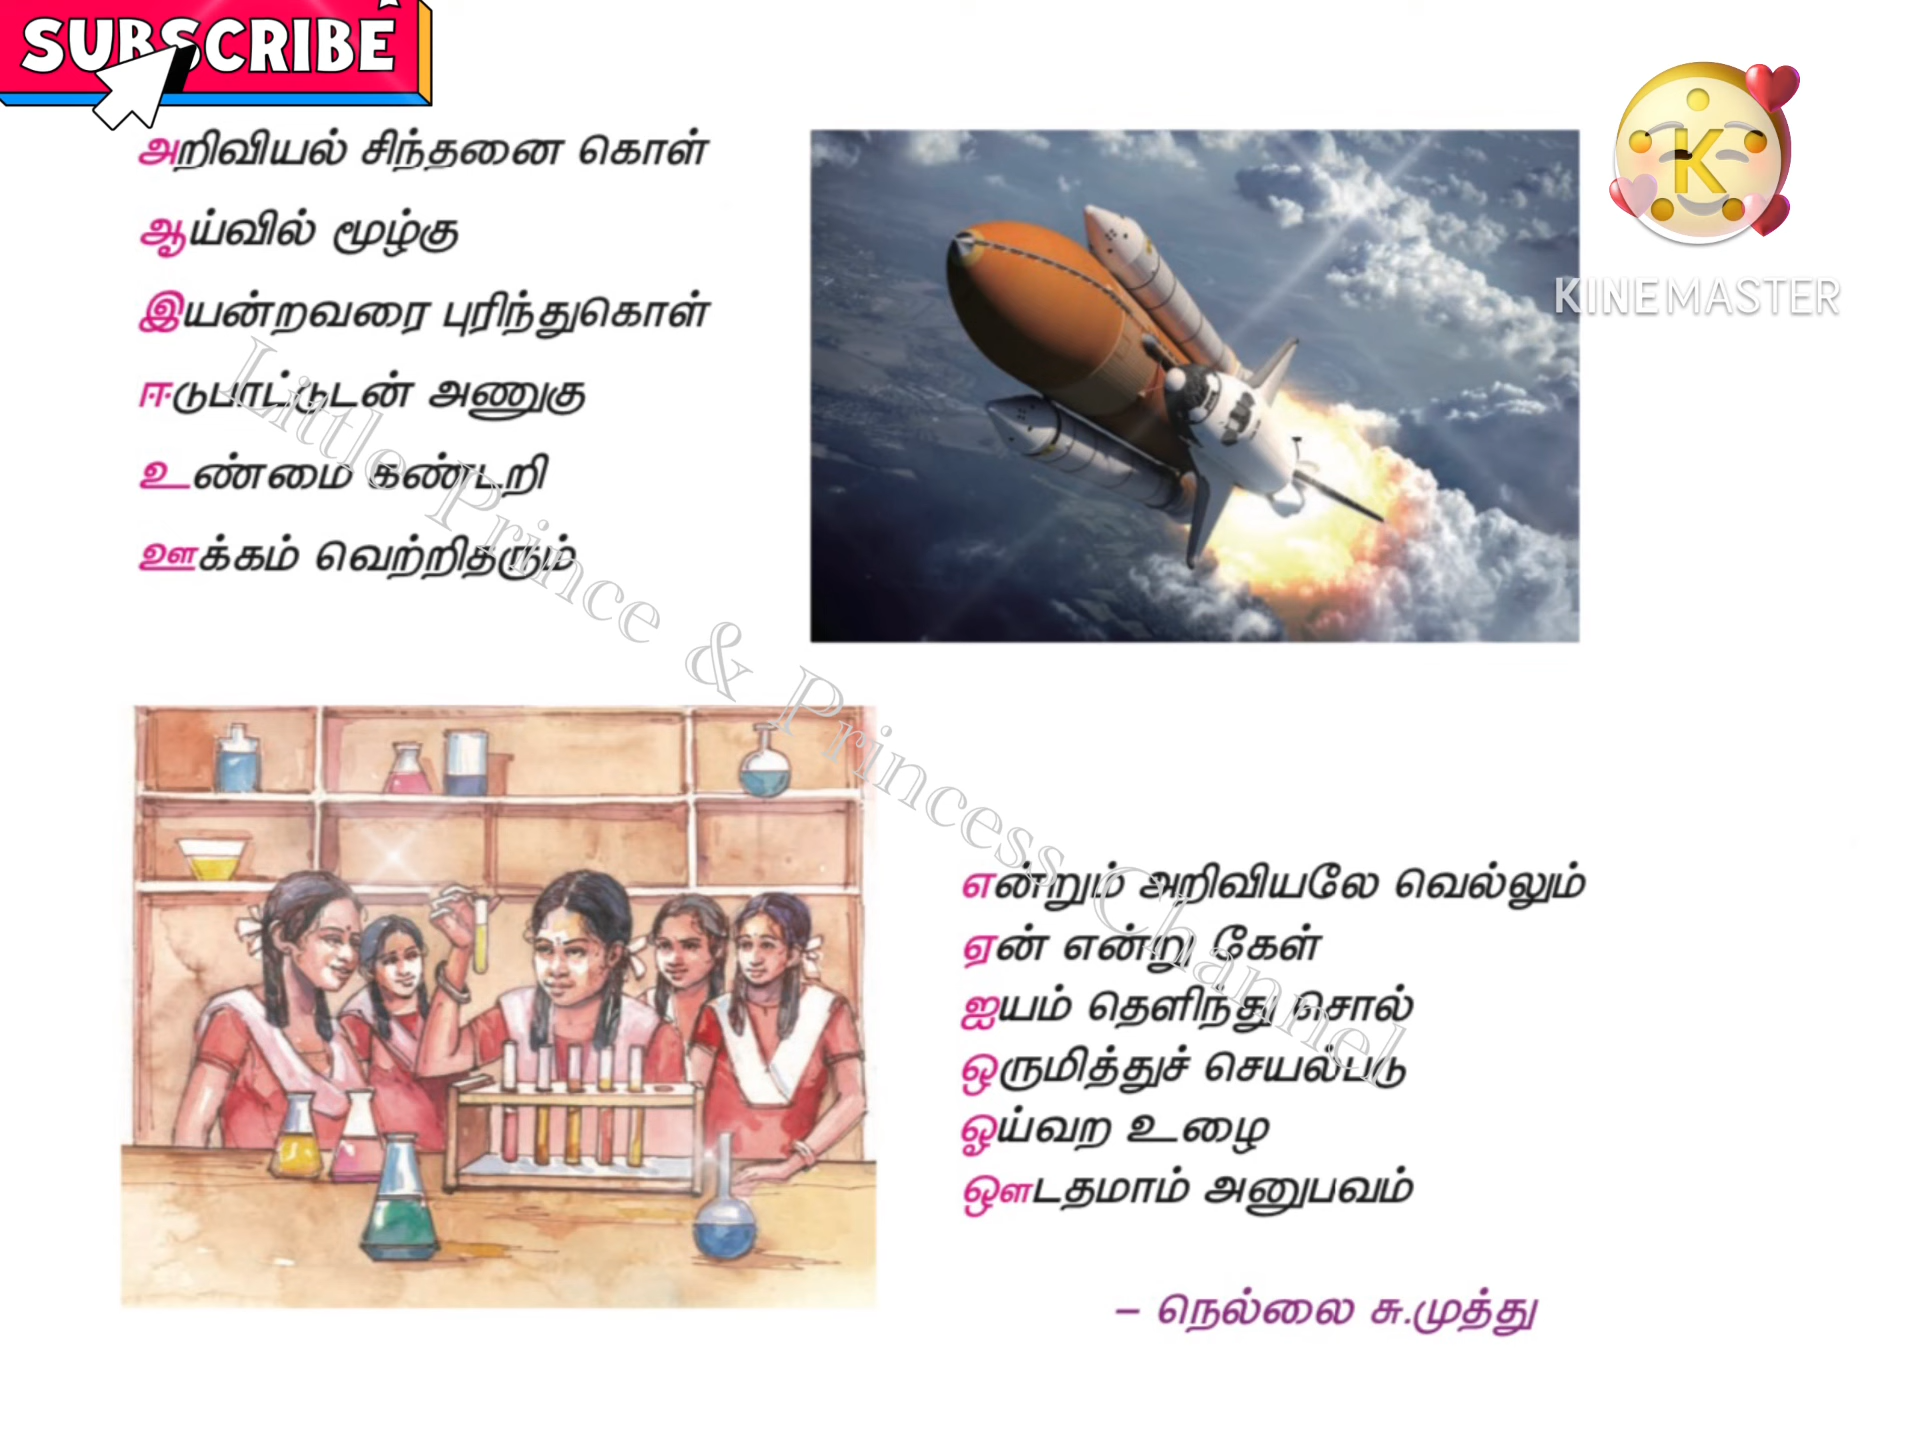 SUBSCRIBE
அறிவியல் சிந்தனை கொள்
ஆய்வில் மூழ்கு
இயன்றவரை புரிந்துகொள்
ஈடுபாட்டுடன் அணுகு
உண்மை கண்டறி
ஊக்கம் வெற்றிதரும்
K
KINEMASTER
Little Prince & Princess Channel
என்றும் அறிவியலே வெல்லும்
ஏன் என்று கேள்
ஐயம் தெளிந்து சொல்
ஒருமித்துச் செயல்படு
ஓய்வற உழை
ஔடதமாம் அனுபவம்
– நெல்லை சு.முத்து